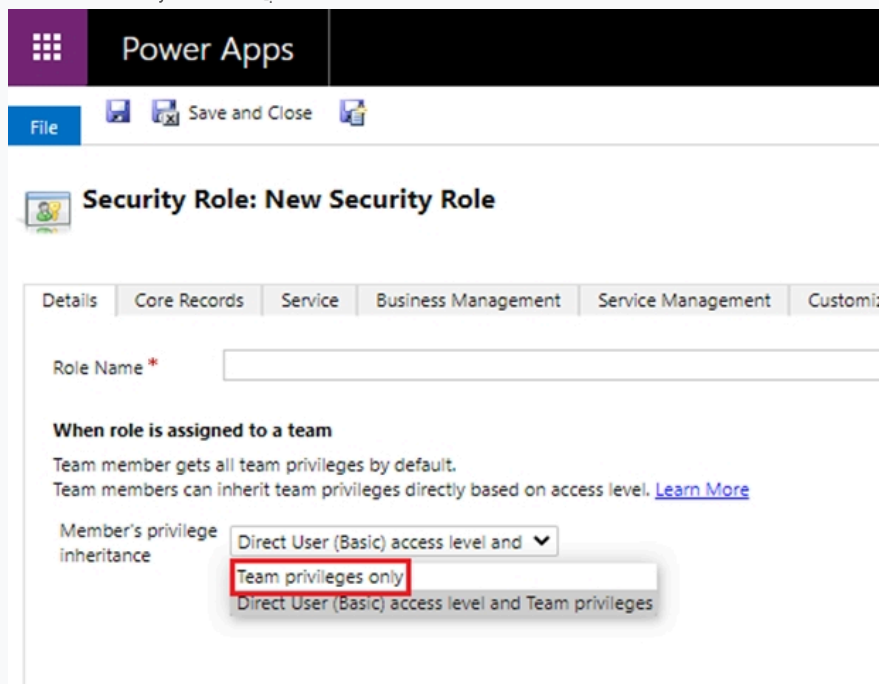 Power Apps
File
Save and Close
Security Role: New Security Role
Details Core Records Service Business Management Service Management Customiz
Role Name *
When role is assigned to a team
Team member gets all team privileges by default.
Team members can inherit team privileges directly based on access level. Learn More
Member's privilege
inheritance
Direct User (Basic) access level and
Team privileges only
Direct User (Basic) access level and Team privileges